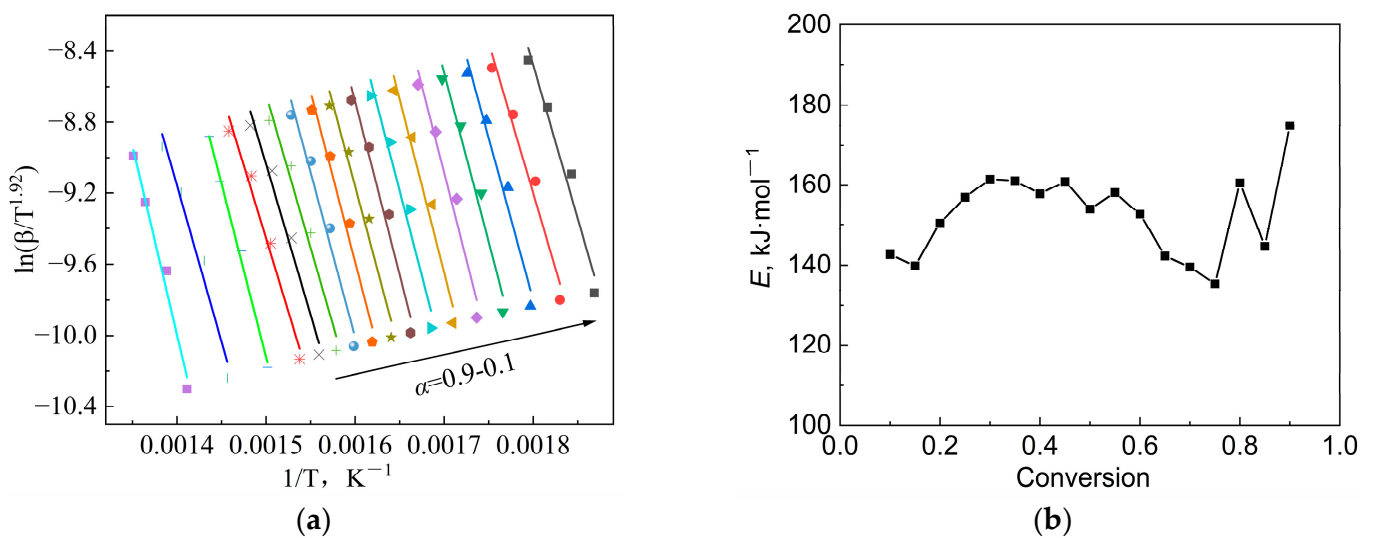 −8.4
−8.8
−9.2
−9.6
−10.0
−10.4
ln(β/T^1.92)
α=0.9-0.1
0.0014 0.0015 0.0016 0.0017 0.0018
1/T， K^−1
(a)
200
180
160
140
120
100
E, kJ·mol^−1
0.0 0.2 0.4 0.6 0.8 1.0
Conversion
(b)